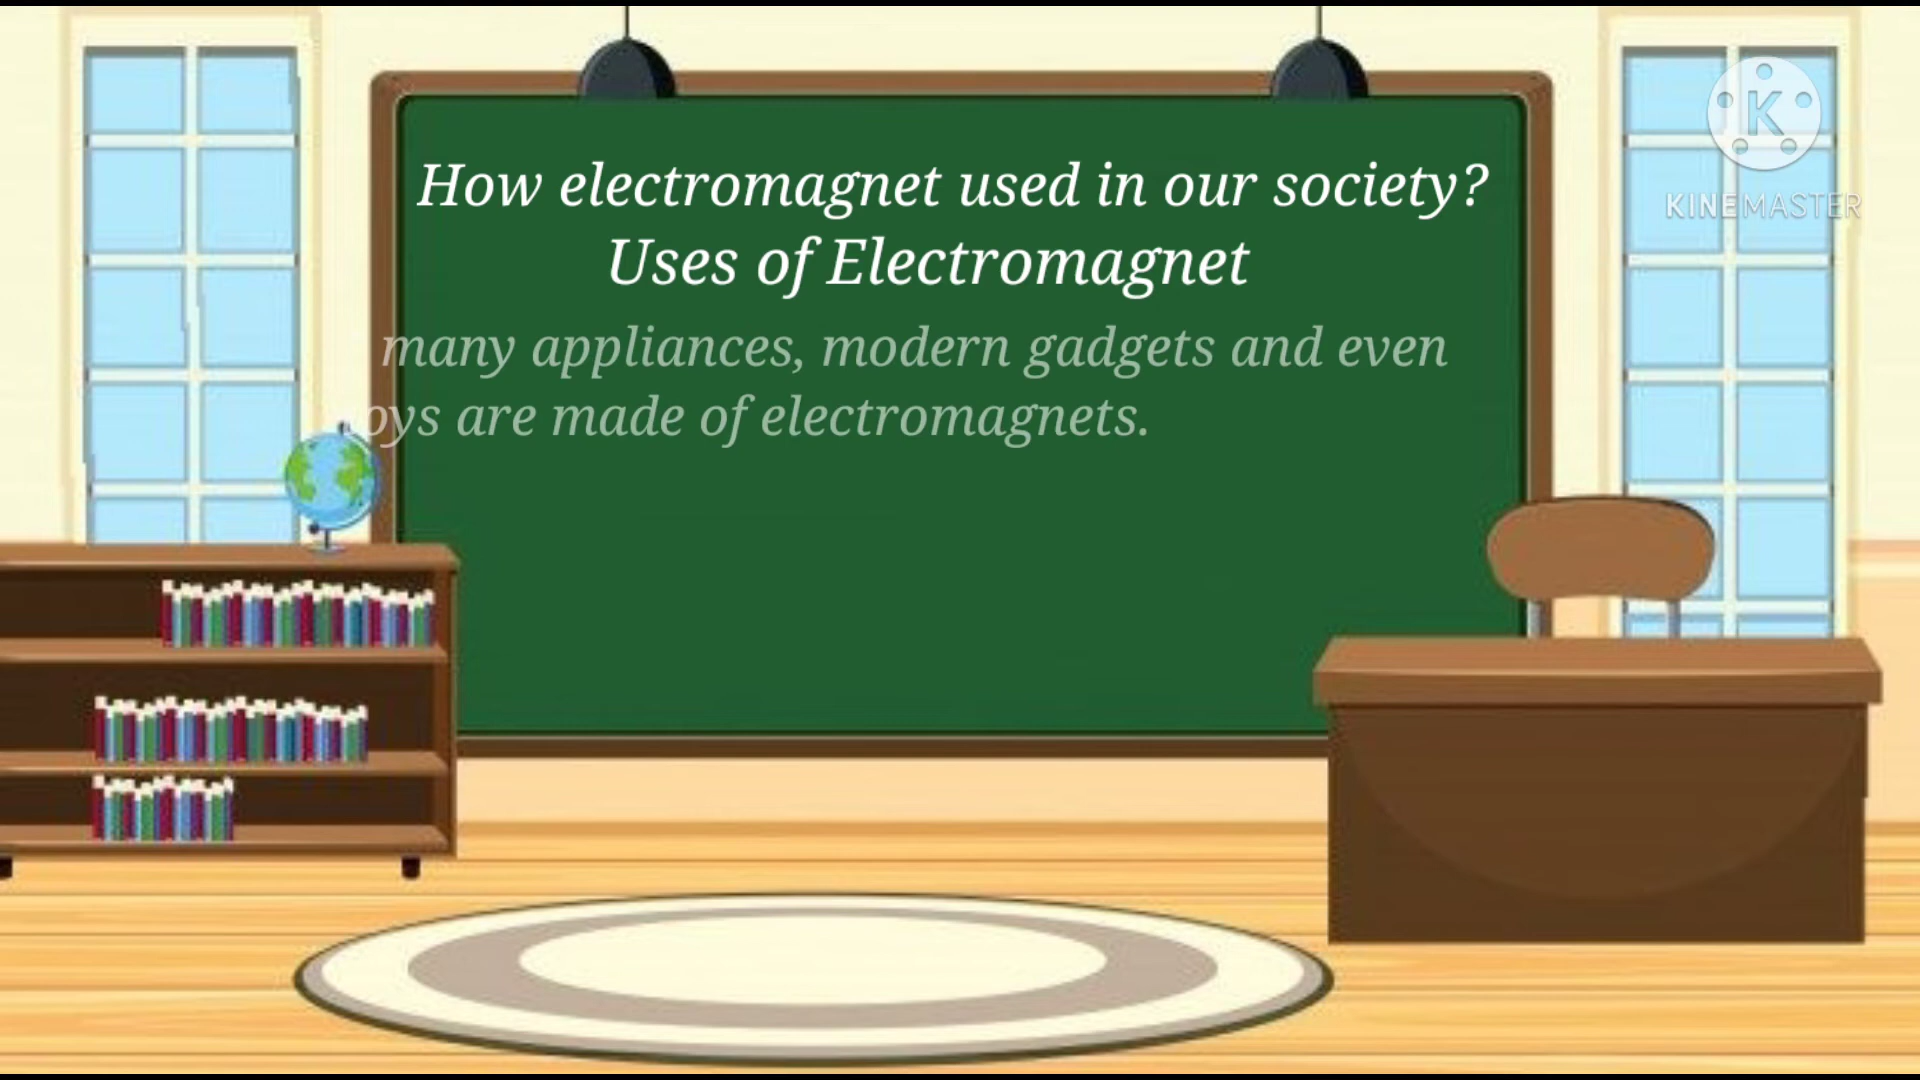 How electromagnet used in our society?
Uses of Electromagnet
many appliances, modern gadgets and even
oys are made of electromagnets.
K
KINEMASTER